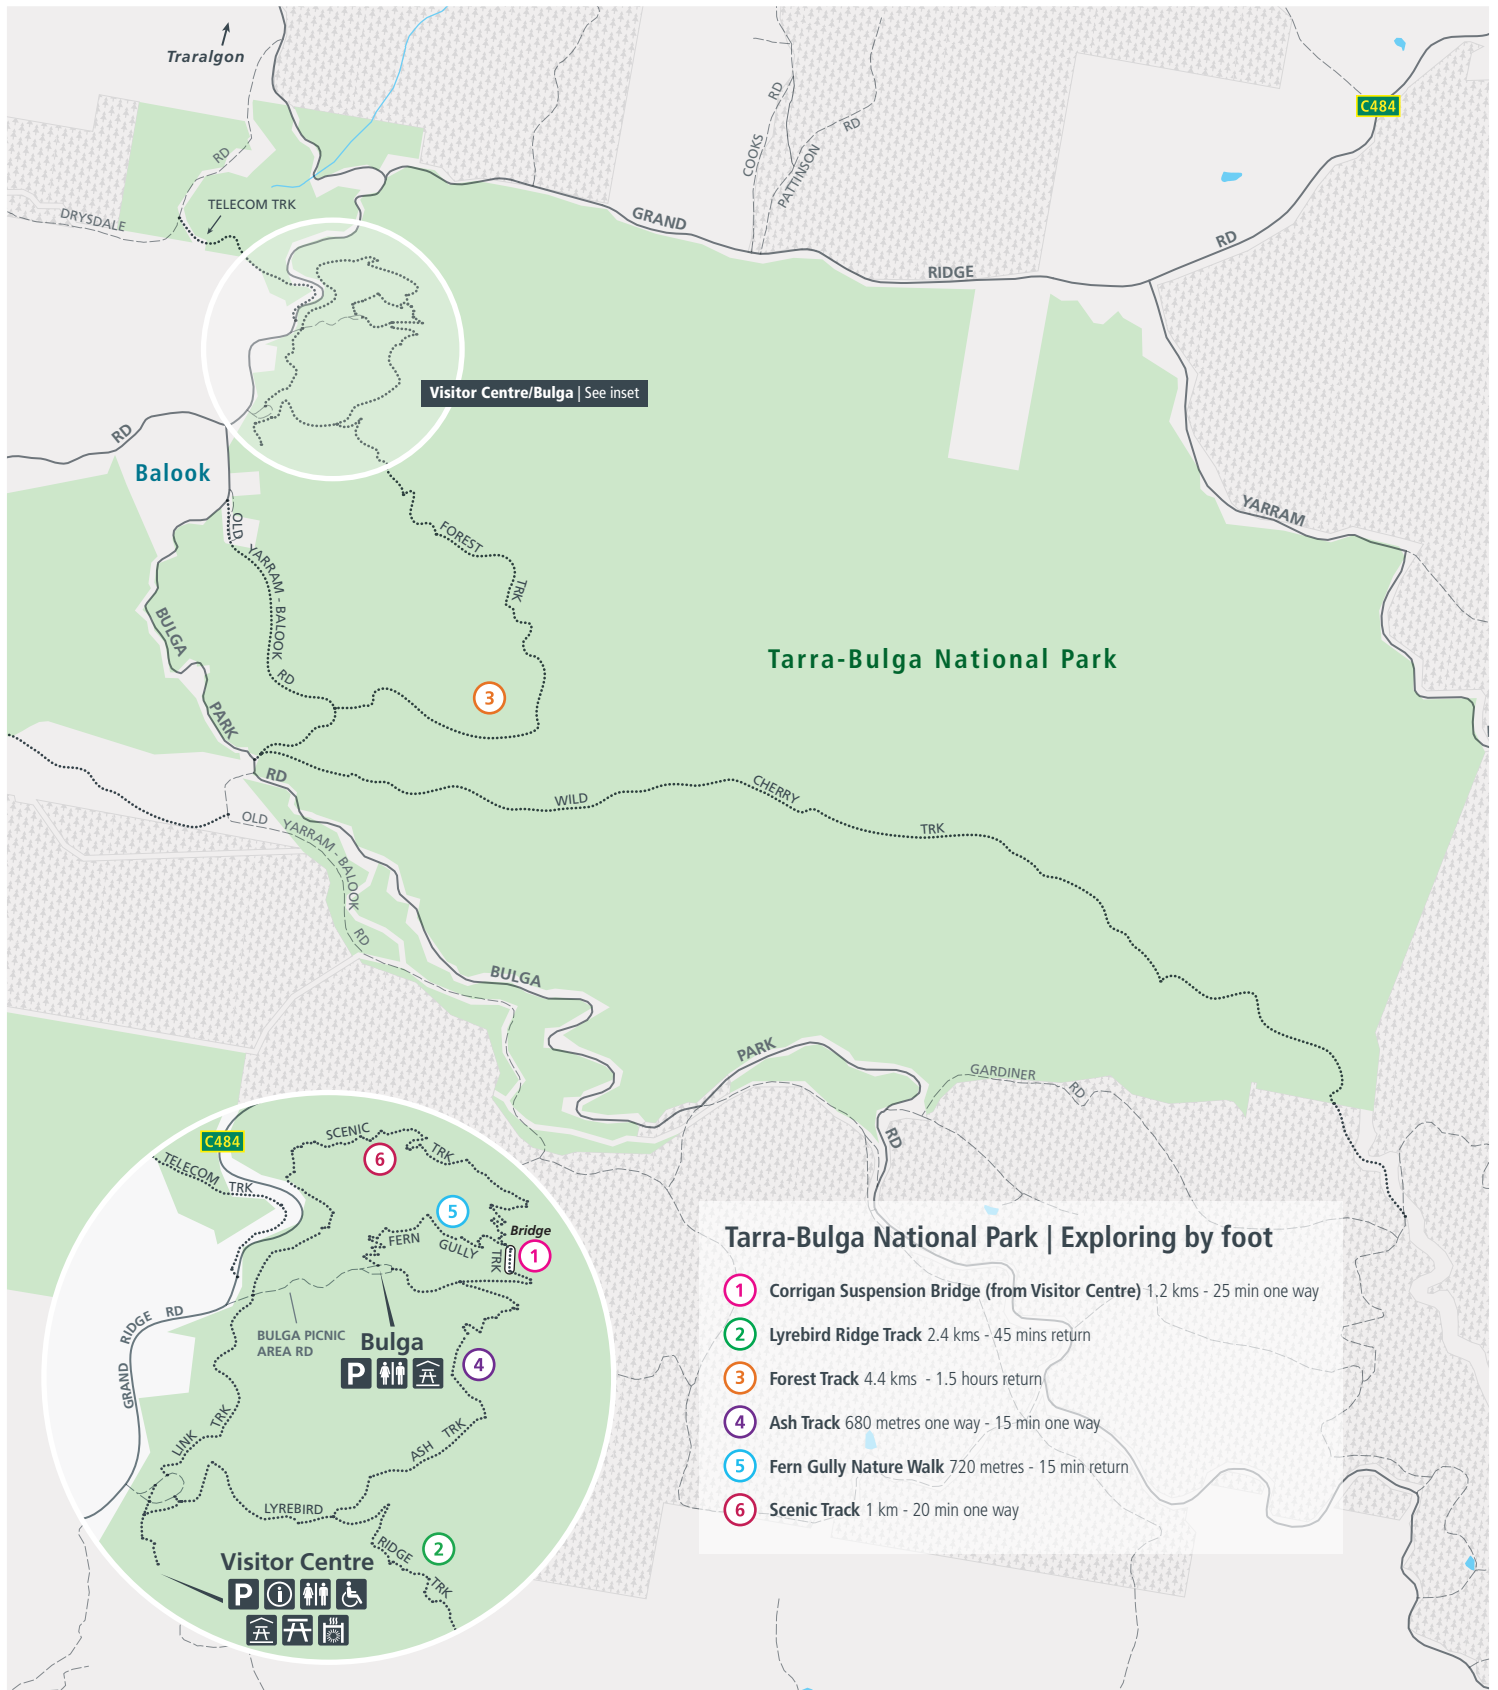 Traralgon
C484
RD
COOKS
RD
PATTINSON
RD
TELECOM TRK
DRYSDALE
GRAND
RIDGE
RD
Visitor Centre/Bulga | See inset
RD
Balook
YARRAM
OLD
YARRAM - BALOOK
RD
FOREST
TRK
BULGA
PARK
RD
3
Tarra-Bulga National Park
WILD
CHERRY
TRK
OLD
YARRAM - BALOOK
RD
BULGA
PARK
RD
GARDINER
RD
C484
SCENIC
TRK
6
TELECOM
TRK
5
FERN
GULLY
TRK
Bridge
1
GRAND
RIDGE
RD
BULGA PICNIC
AREA RD
Bulga
P
4
LINK
TRK
ASH
TRK
LYREBIRD
RIDGE
TRK
2
Visitor Centre
P
i
Tarra-Bulga National Park | Exploring by foot
1 Corrigan Suspension Bridge (from Visitor Centre) 1.2 kms - 25 min one way
2 Lyrebird Ridge Track 2.4 kms - 45 mins return
3 Forest Track 4.4 kms - 1.5 hours return
4 Ash Track 680 metres one way - 15 min one way
5 Fern Gully Nature Walk 720 metres - 15 min return
6 Scenic Track 1 km - 20 min one way